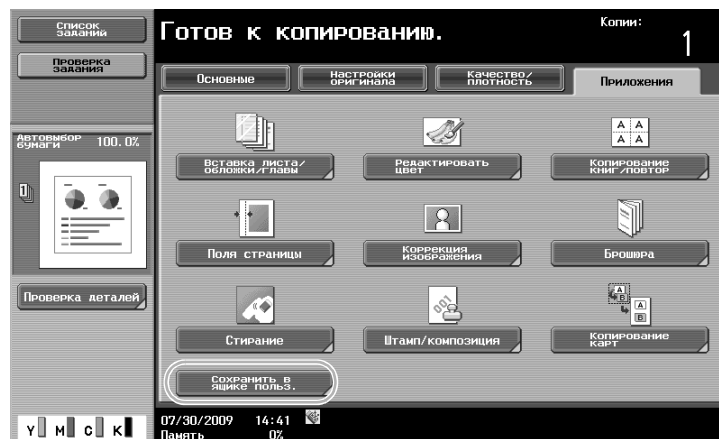 Список
заданий
Проверка
задания
Готов к копированию.
Копии:
1
Основные
Настройки
оригинала
Качество/
плотность
Приложения
Автовыбор
бумаги
100.0%
Вставка листа/
обложки/главы
Редактировать
цвет
A A
A A
Копирование
книг/повтор
Поля страницы
Коррекция
изображения
Брошюра
Проверка деталей
Стирание
001
Штамп/композиция
A
B
A
B
Копирование
карт
Сохранить в
ящике польз.
Y M C K
07/30/2009 14:41
Память 0%